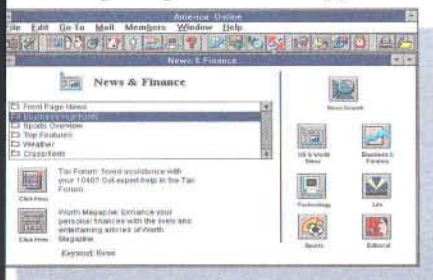 America Online
File Edit Go To Mail Members Window Help
News & Finance
News & Finance
Front Page News
Business Highlights
Sports Overview
Top Features
Weather
Classifieds
Click Here
Tax Forum: Need assistance with
your 1040? Get expert help in the Tax
Forum.
Click Here
Worth Magazine: Enhance your
personal finances with the lively and
entertaining articles of Worth
Magazine.
Keyword: News
News Search
US & World
News
Business &
Finance
Technology
Life
Sports
Editorial